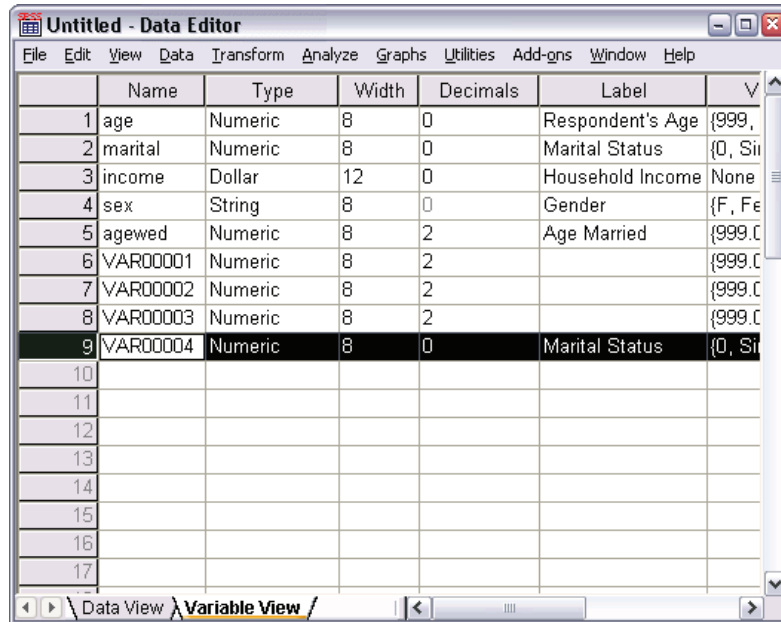 Untitled - Data Editor
File Edit View Data Transform Analyze Graphs Utilities Add-ons Window Help
Name Type Width Decimals Label V
1 age Numeric 8 0 Respondent's Age {999,
2 marital Numeric 8 0 Marital Status {0, Sin
3 income Dollar 12 0 Household Income None
4 sex String 8 0 Gender {F, Fe
5 agewed Numeric 8 2 Age Married {999.0
6 VAR00001 Numeric 8 2 {999.0
7 VAR00002 Numeric 8 2 {999.0
8 VAR00003 Numeric 8 2 {999.0
9 VAR00004 Numeric 8 0 Marital Status {0, Sin
10
11
12
13
14
15
16
17
Data View Variable View